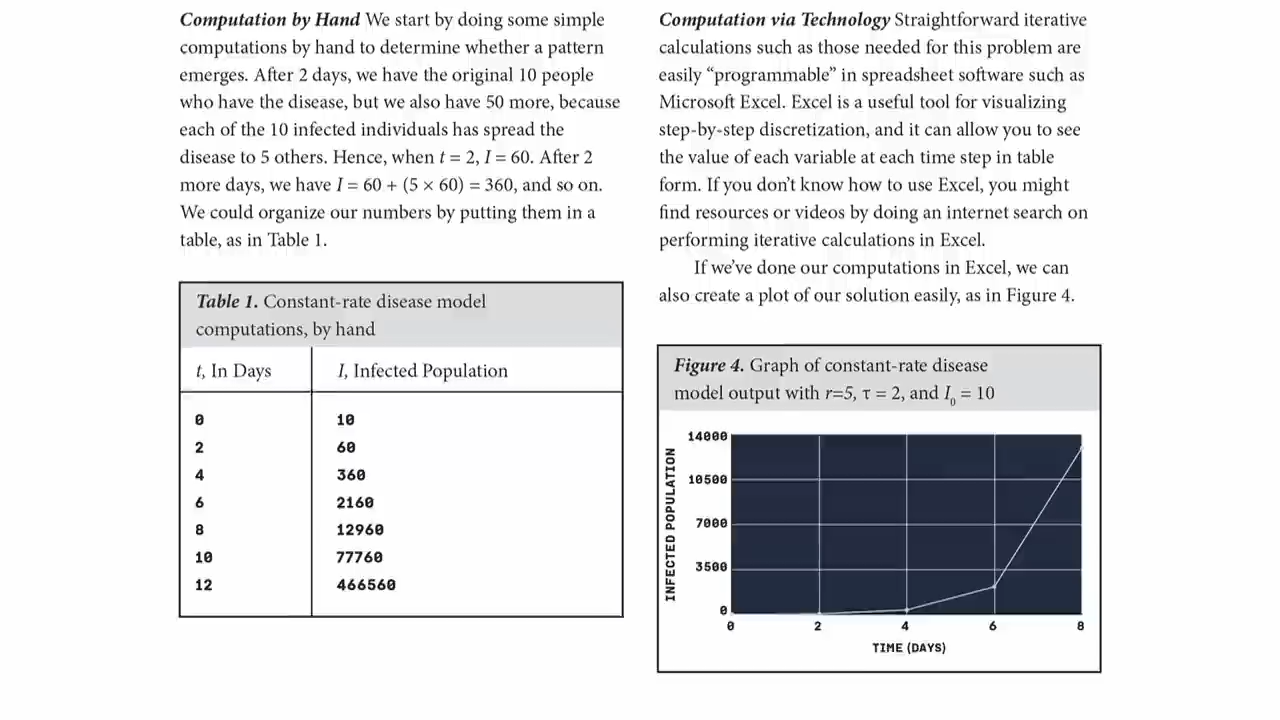 Computation by Hand We start by doing some simple
computations by hand to determine whether a pattern
emerges. After 2 days, we have the original 10 people
who have the disease, but we also have 50 more, because
each of the 10 infected individuals has spread the
disease to 5 others. Hence, when t = 2, I = 60. After 2
more days, we have I = 60 + (5 × 60) = 360, and so on.
We could organize our numbers by putting them in a
table, as in Table 1.
Table 1. Constant-rate disease model
computations, by hand
t, In Days I, Infected Population
0 10
2 60
4 360
6 2160
8 12960
10 77760
12 466560
Computation via Technology Straightforward iterative
calculations such as those needed for this problem are
easily “programmable” in spreadsheet software such as
Microsoft Excel. Excel is a useful tool for visualizing
step-by-step discretization, and it can allow you to see
the value of each variable at each time step in table
form. If you don’t know how to use Excel, you might
find resources or videos by doing an internet search on
performing iterative calculations in Excel.
If we’ve done our computations in Excel, we can
also create a plot of our solution easily, as in Figure 4.
Figure 4. Graph of constant-rate disease
model output with r=5, τ = 2, and I₀ = 10
INFECTED POPULATION
14000
10500
7000
3500
0
0 2 4 6 8
TIME (DAYS)